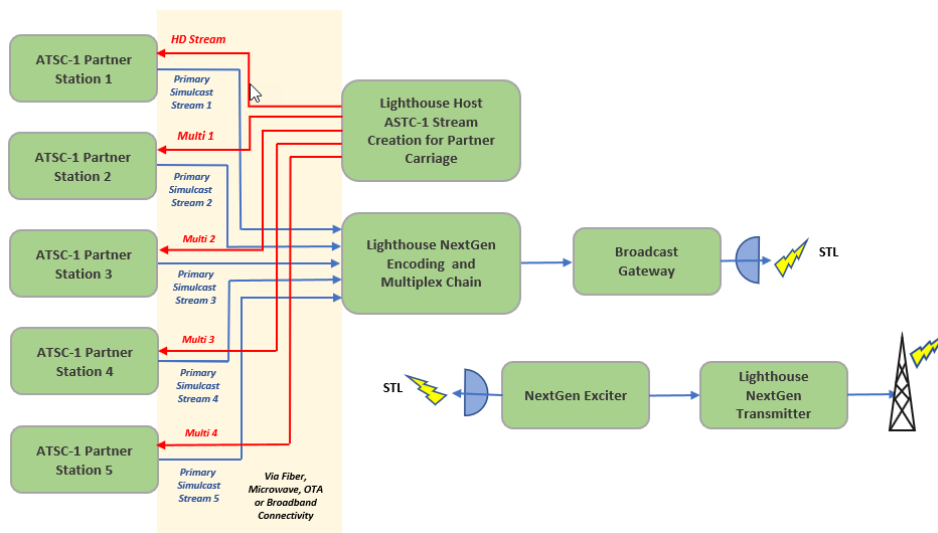 HD Stream
ATSC-1 Partner
Station 1
Primary
Simulcast
Stream 1
Lighthouse Host
ASTC-1 Stream
Creation for Partner
Carriage
Multi 1
ATSC-1 Partner
Station 2
Primary
Simulcast
Stream 2
Multi 2
ATSC-1 Partner
Station 3
Primary
Simulcast
Stream 3
Lighthouse NextGen
Encoding and
Multiplex Chain
Broadcast
Gateway
STL
Multi 3
ATSC-1 Partner
Station 4
Primary
Simulcast
Stream 4
STL
NextGen Exciter
Lighthouse
NextGen
Transmitter
Multi 4
ATSC-1 Partner
Station 5
Primary
Simulcast
Stream 5
Via Fiber,
Microwave, OTA
or Broadband
Connectivity